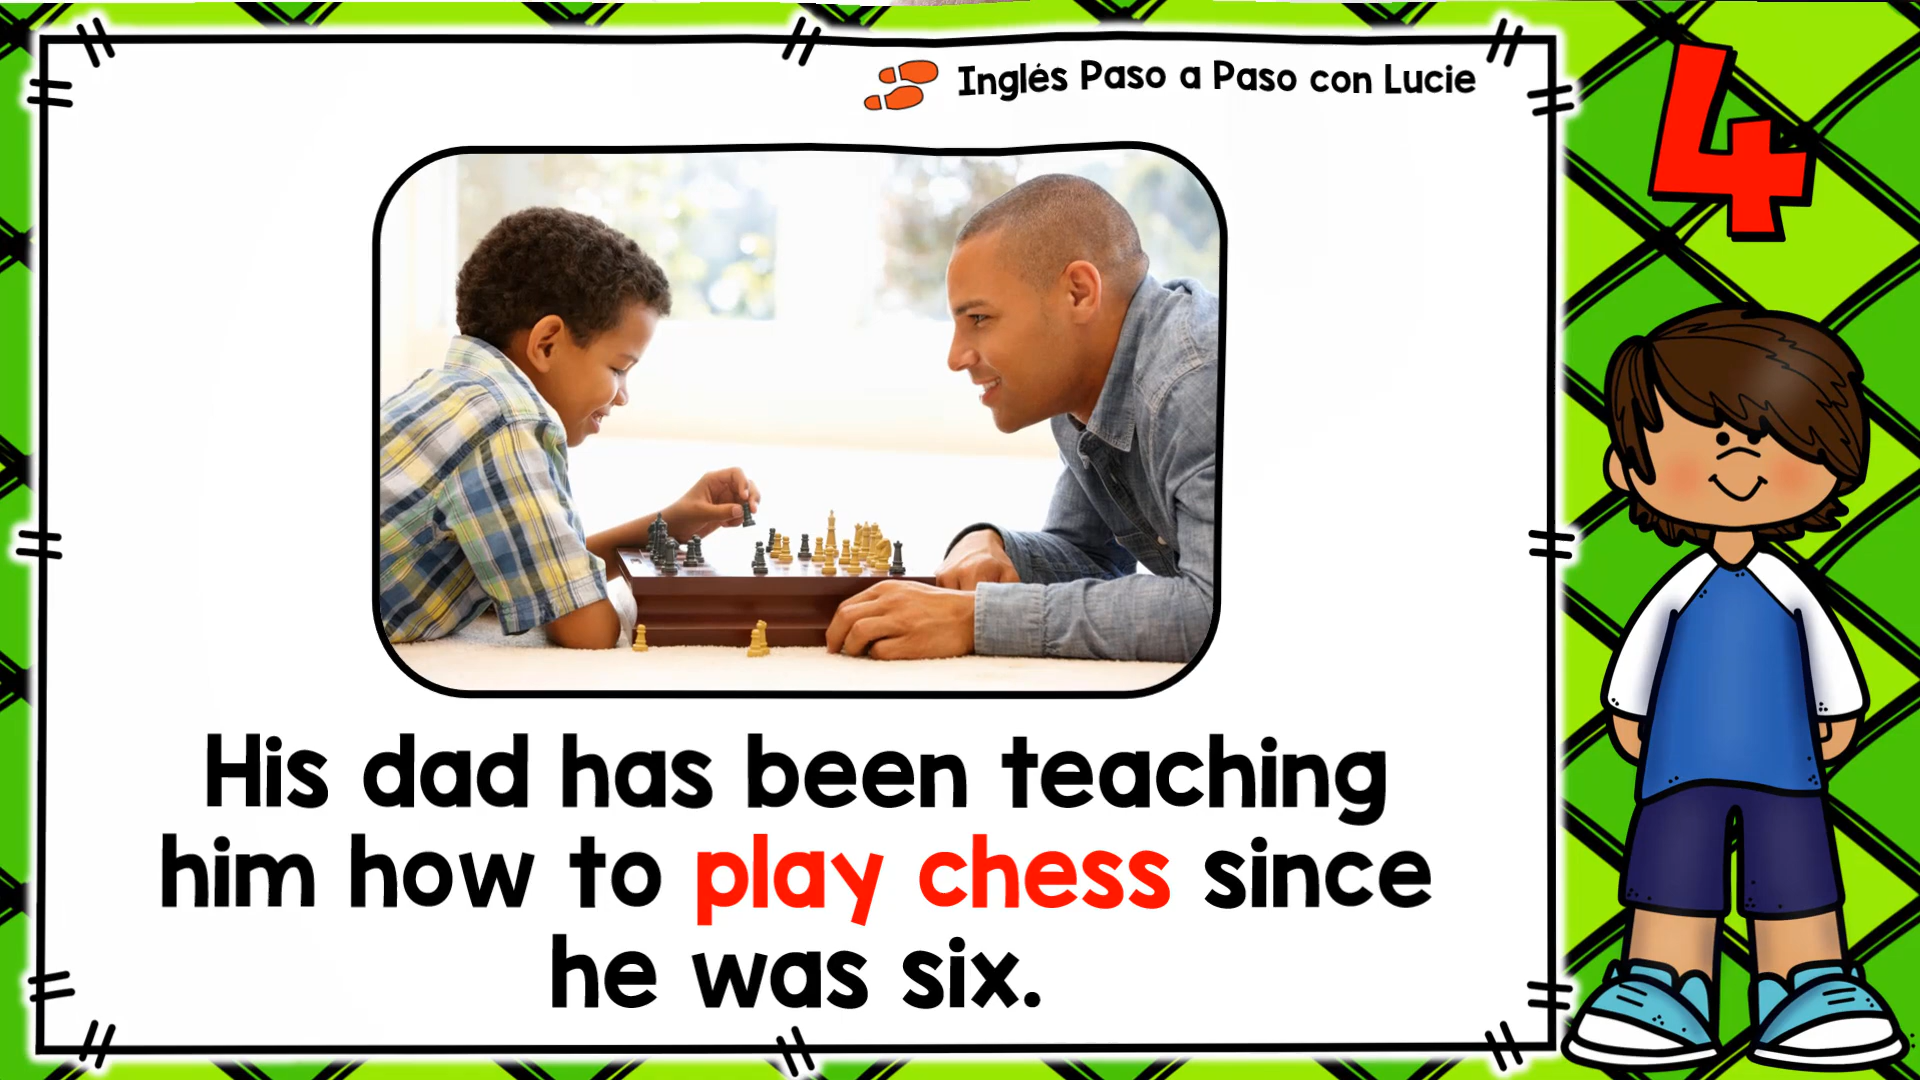 Inglés Paso a Paso con Lucie
4
His dad has been teaching
him how to play chess since
he was six.